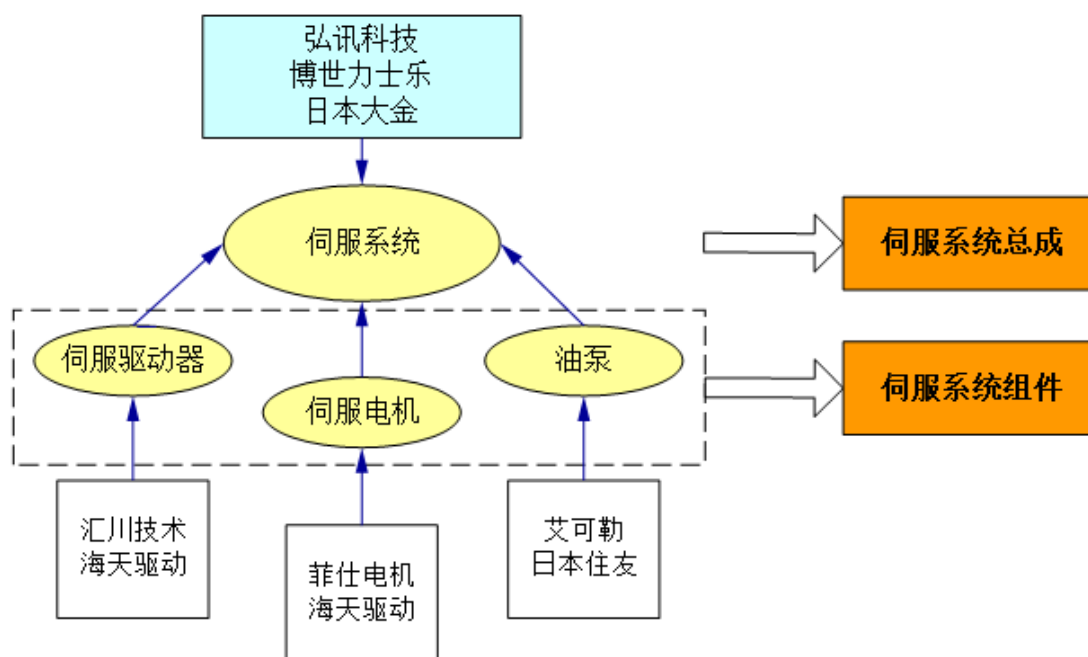 弘讯科技
博世力士乐
日本大金
伺服系统
伺服系统总成
伺服驱动器
油泵
伺服电机
伺服系统组件
汇川技术
海天驱动
菲仕电机
海天驱动
艾可勒
日本住友